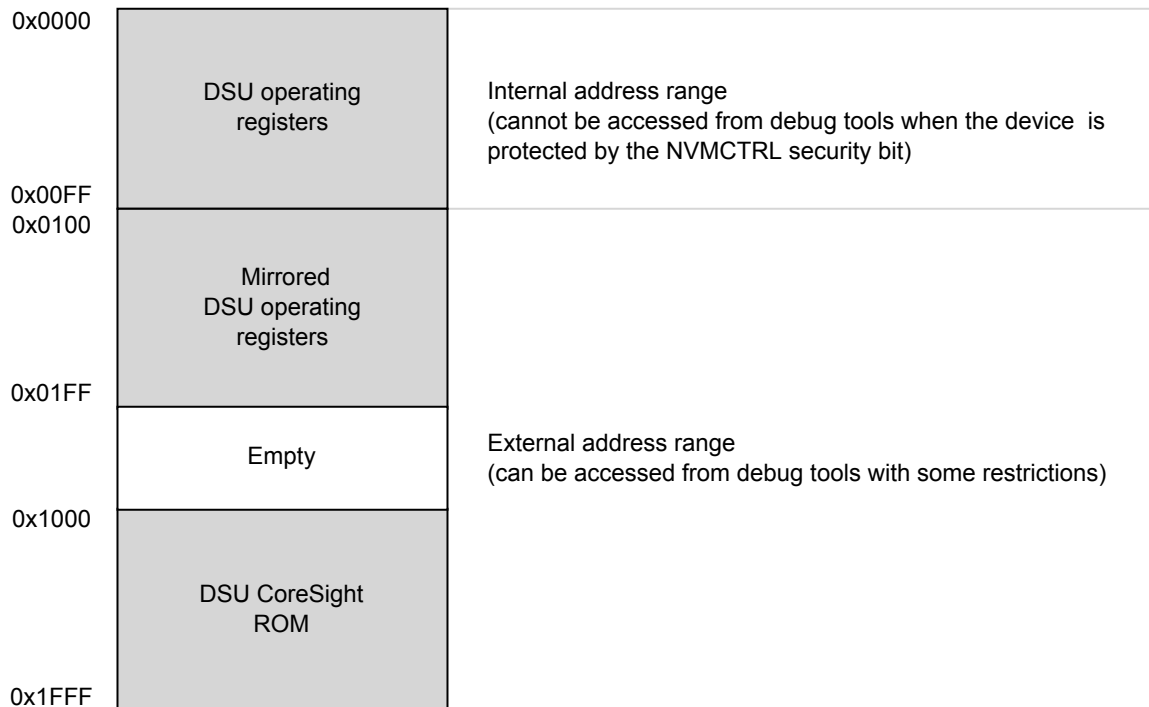 0x0000
DSU operating
registers
Internal address range
(cannot be accessed from debug tools when the device is
protected by the NVMCTRL security bit)
0x00FF
0x0100
Mirrored
DSU operating
registers
0x01FF
Empty
External address range
(can be accessed from debug tools with some restrictions)
0x1000
DSU CoreSight
ROM
0x1FFF